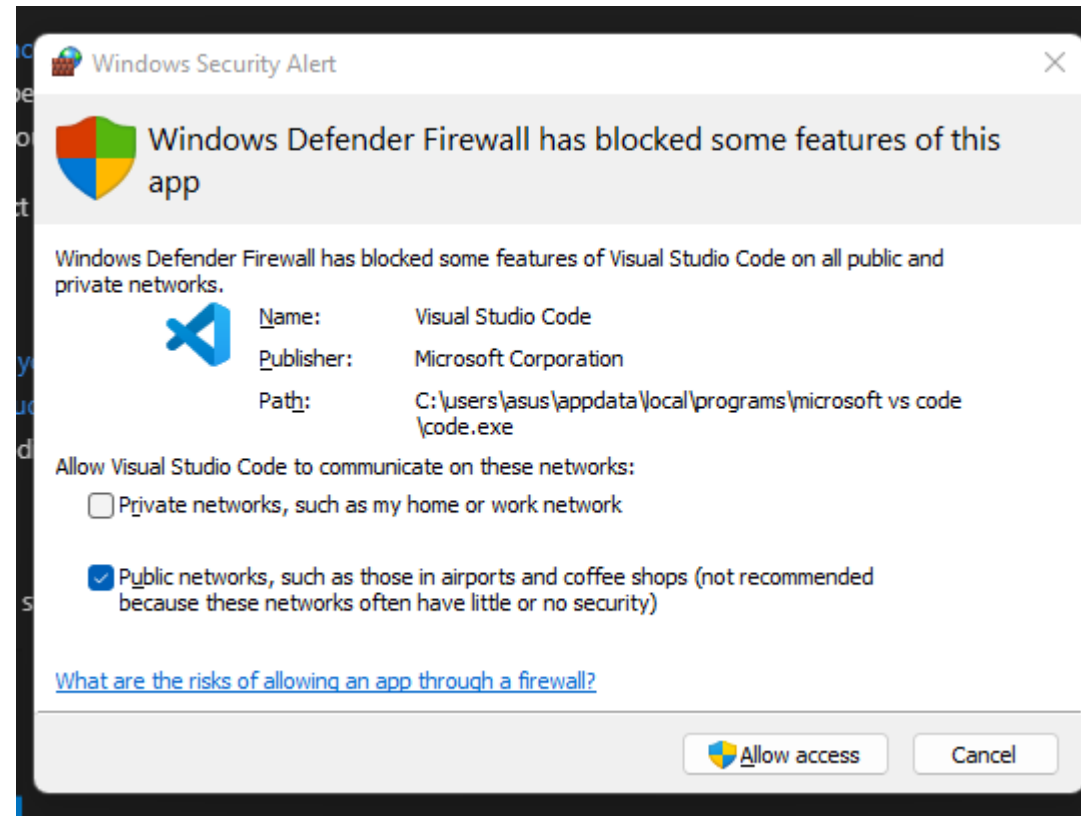 Windows Security Alert
Windows Defender Firewall has blocked some features of this
app
Windows Defender Firewall has blocked some features of Visual Studio Code on all public and
private networks.
Name: Visual Studio Code
Publisher: Microsoft Corporation
Path: C:\users\asus\appdata\local\programs\microsoft vs code
\code.exe
Allow Visual Studio Code to communicate on these networks:
Private networks, such as my home or work network
Public networks, such as those in airports and coffee shops (not recommended
because these networks often have little or no security)
What are the risks of allowing an app through a firewall?
Allow access Cancel